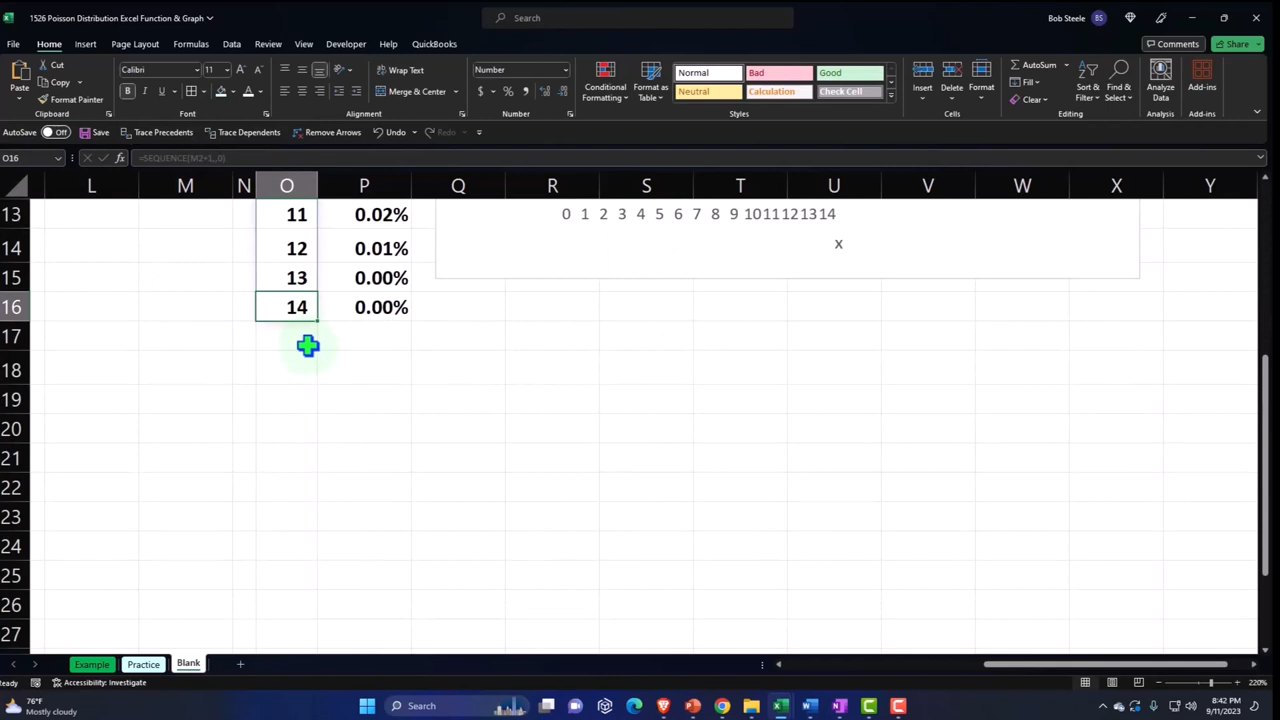 1526 Poisson Distribution Excel Function & Graph
Search
Bob Steele
BS
File Home Insert Page Layout Formulas Data Review View Developer Help QuickBooks
Comments
Share
Paste
Cut
Copy
Format Painter
Clipboard
Calibri
11
Font
Wrap Text
Merge & Center
Alignment
Number
Number
Conditional Formatting
Format as Table
Normal Bad Good
Neutral Calculation Check Cell
Styles
Insert Delete Format
Cells
AutoSum
Fill
Clear
Sort & Filter
Find & Select
Editing
Analyze Data
Analysis
Add-ins
Add-ins
AutoSave Off Save Trace Precedents Trace Dependents Remove Arrows Undo Redo
O16
=SEQUENCE(M2+1,,0)
L M N O P Q R S T U V W X Y
13 11 0.02% 0 1 2 3 4 5 6 7 8 9 10 11 12 13 14
14 12 0.01% x
15 13 0.00%
16 14 0.00%
17
18
19
20
21
22
23
24
25
26
27
Example Practice Blank
Ready Accessibility: Investigate
220%
76°F
Mostly cloudy
Search
8:42 PM
9/11/2023